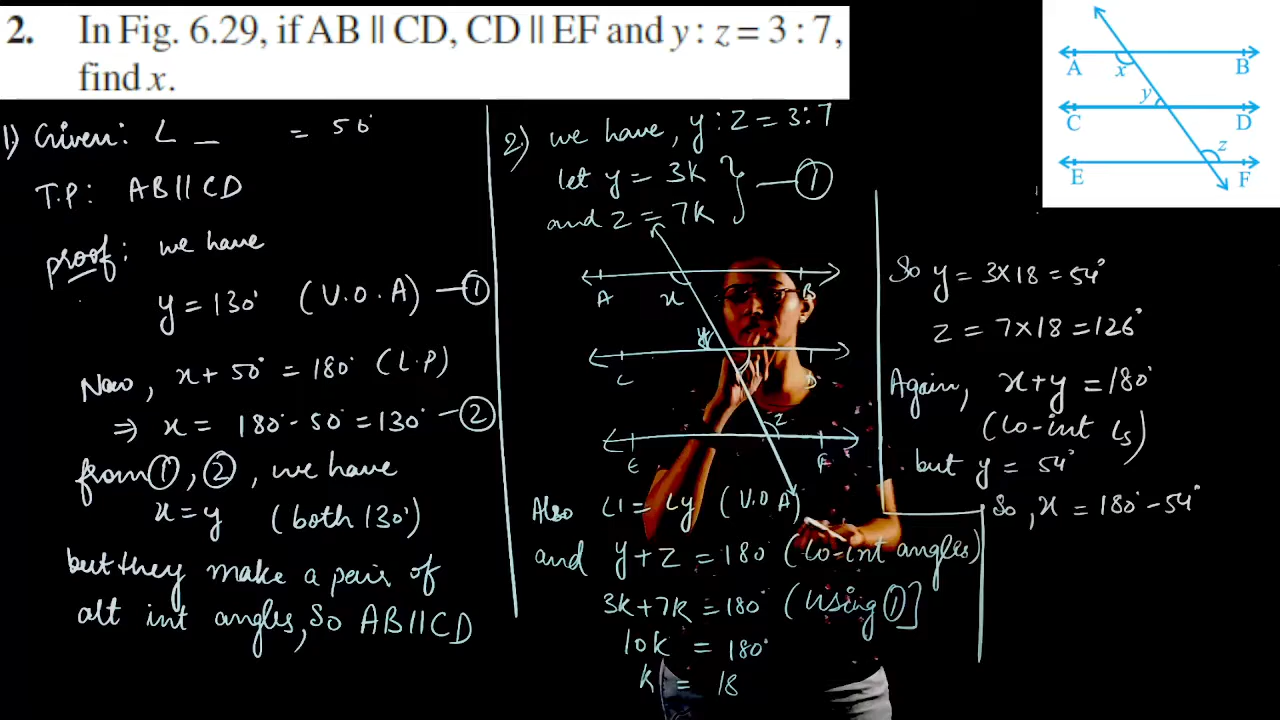 2. In Fig. 6.29, if AB || CD, CD || EF and y : z = 3 : 7,
find x.
A x B
y
C D
z
E F
1) Given: ∠ _ = 50°
T.P: AB || CD
proof: we have
y = 130° (V.O.A) — ①
Now, x + 50° = 180° (L.P)
⇒ x = 180° - 50° = 130° — ②
from ①, ②, we have
x = y (both 130°)
but they make a pair of
alt int angles, So AB || CD
2) we have, y : z = 3 : 7
let y = 3k
and z = 7k } — ①
A x B
y
C D
z
E F
Also ∠1 = ∠y (V.O.A)
and y + z = 180° (Co-int angles)
3k + 7k = 180° (Using ①]
10k = 180°
k = 18
So y = 3×18 = 54°
z = 7×18 = 126°
Again, x + y = 180°
(Co-int ∠s)
but y = 54°
So, x = 180° - 54°